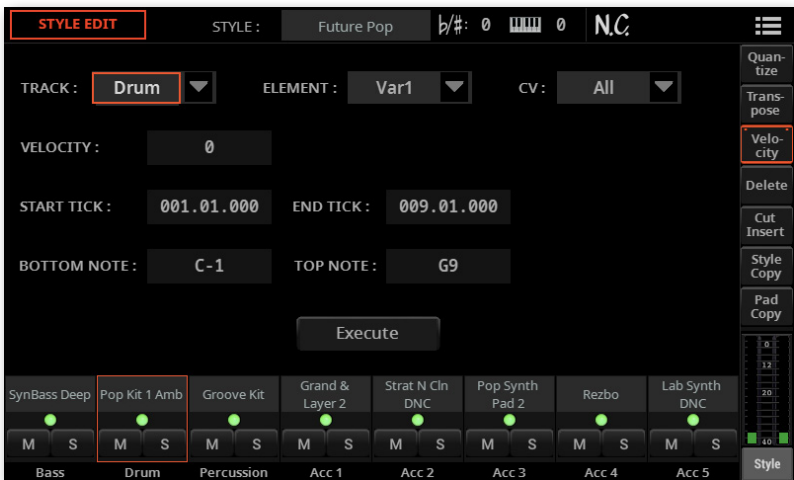 STYLE EDIT STYLE : Future Pop ♭/#: 0 0 N.C.
TRACK : Drum ELEMENT : Var1 CV : All
VELOCITY : 0
START TICK : 001.01.000 END TICK : 009.01.000
BOTTOM NOTE : C-1 TOP NOTE : G9
Execute
Quan-
tize
Trans-
pose
Velo-
city
Delete
Cut
Insert
Style
Copy
Pad
Copy
0
12
20
40
Style
SynBass Deep Pop Kit 1 Amb Groove Kit Grand &
Layer 2 Strat N Cln
DNC Pop Synth
Pad 2 Rezbo Lab Synth
DNC
M S M S M S M S M S M S M S M S
Bass Drum Percussion Acc 1 Acc 2 Acc 3 Acc 4 Acc 5